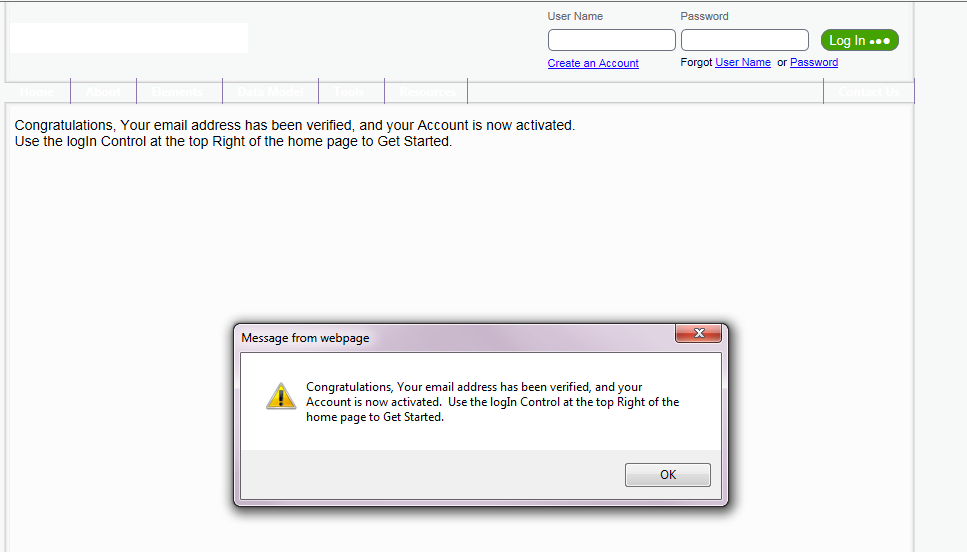 User Name Password
Log In
Create an Account Forgot User Name or Password
Home About Elements Data Model Tools Resources Contact Us
Congratulations, Your email address has been verified, and your Account is now activated.
Use the logIn Control at the top Right of the home page to Get Started.
Message from webpage
Congratulations, Your email address has been verified, and your
Account is now activated. Use the logIn Control at the top Right of the
home page to Get Started.
OK